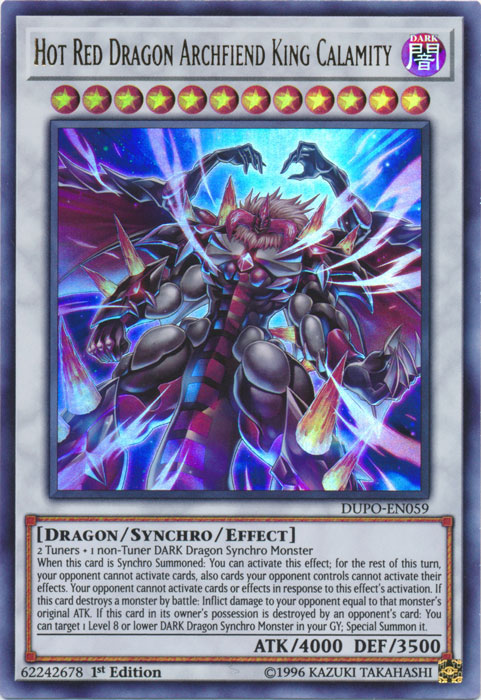 HOT RED DRAGON ARCHFIEND KING CALAMITY
DARK
闇
DUPO-EN059
[DRAGON/SYNCHRO/EFFECT]
2 Tuners + 1 non-Tuner DARK Dragon Synchro Monster
When this card is Synchro Summoned: You can activate this effect; for the rest of this turn,
your opponent cannot activate cards, also cards your opponent controls cannot activate their
effects. Your opponent cannot activate cards or effects in response to this effect's activation. If
this card destroys a monster by battle: Inflict damage to your opponent equal to that monster's
original ATK. If this card in its owner's possession is destroyed by an opponent's card: You
can target 1 Level 8 or lower DARK Dragon Synchro Monster in your GY; Special Summon it.
ATK/4000 DEF/3500
62242678 1st Edition ©1996 KAZUKI TAKAHASHI